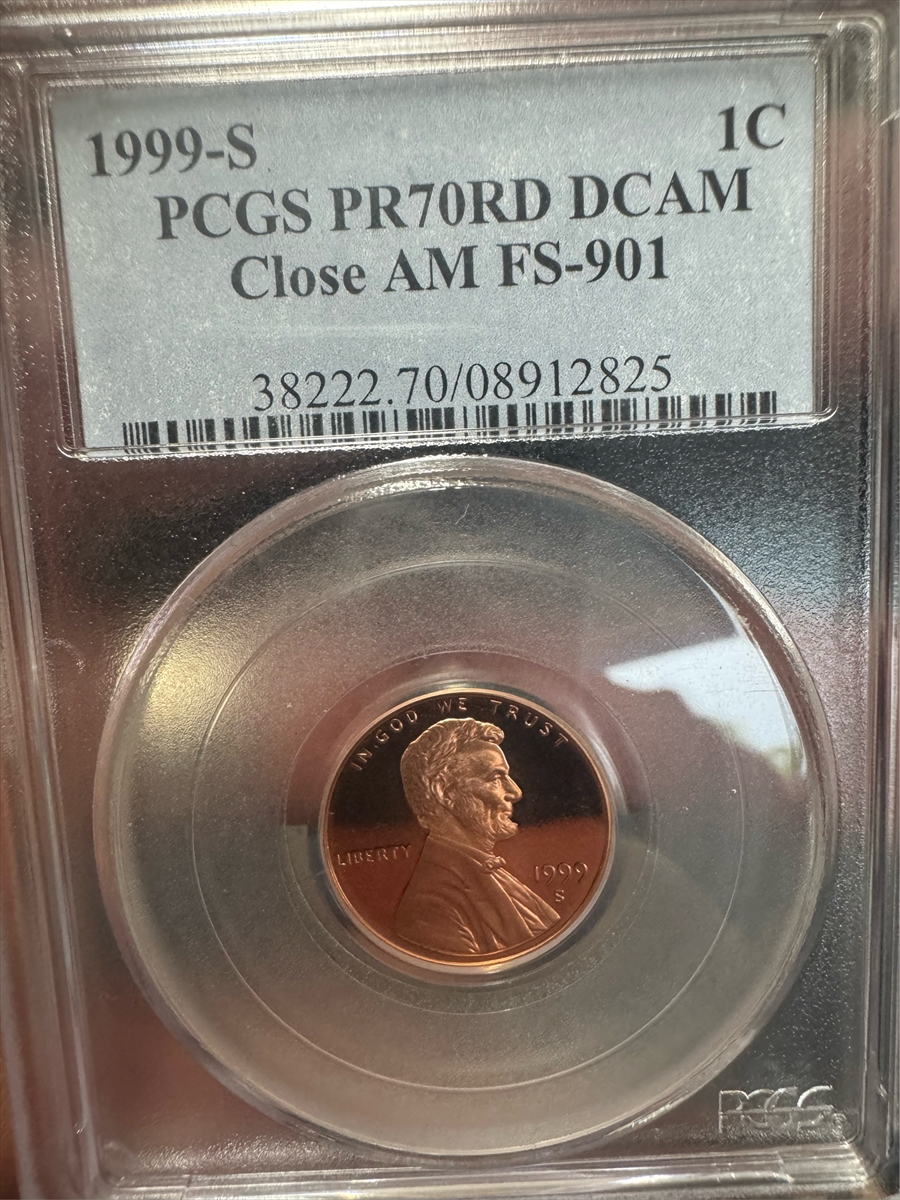 1999-S 1C
PCGS PR70RD DCAM
Close AM FS-901
38222.70/08912825
IN GOD WE TRUST
LIBERTY
1999
S
PCGS